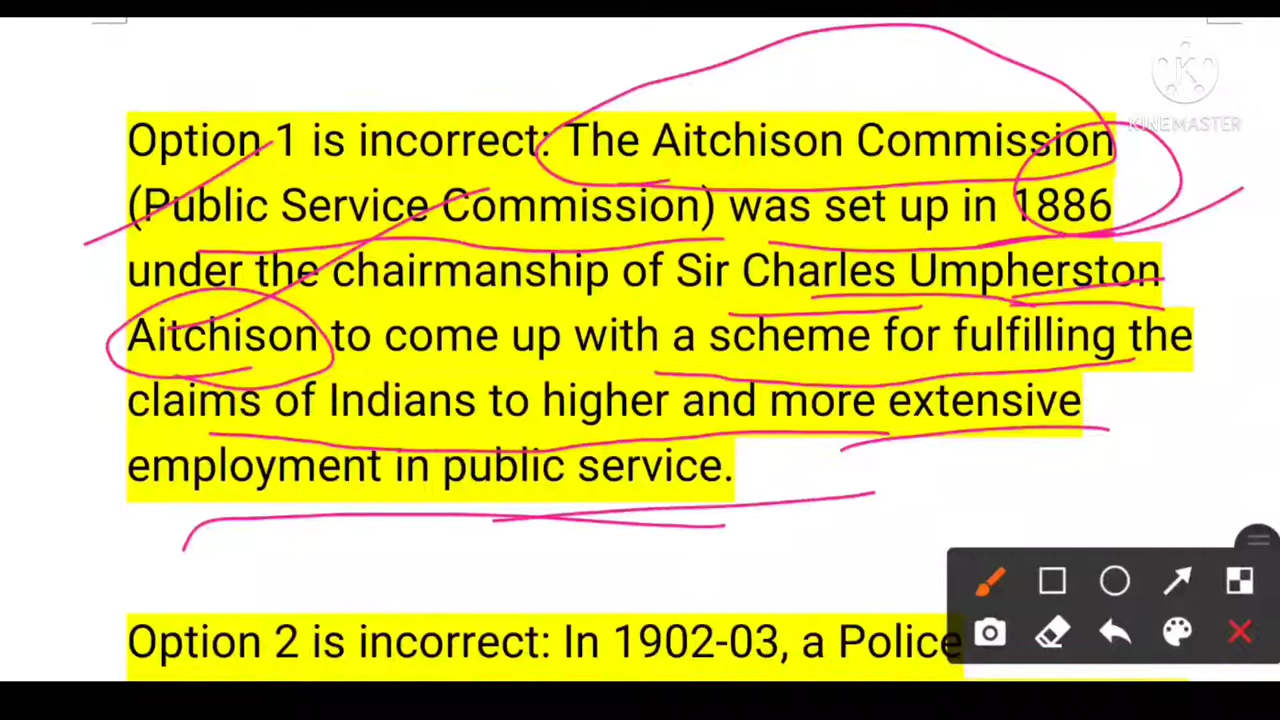 KINEMASTER
Option 1 is incorrect: The Aitchison Commission
(Public Service Commission) was set up in 1886
under the chairmanship of Sir Charles Umpherston
Aitchison to come up with a scheme for fulfilling the
claims of Indians to higher and more extensive
employment in public service.
Option 2 is incorrect: In 1902-03, a Police